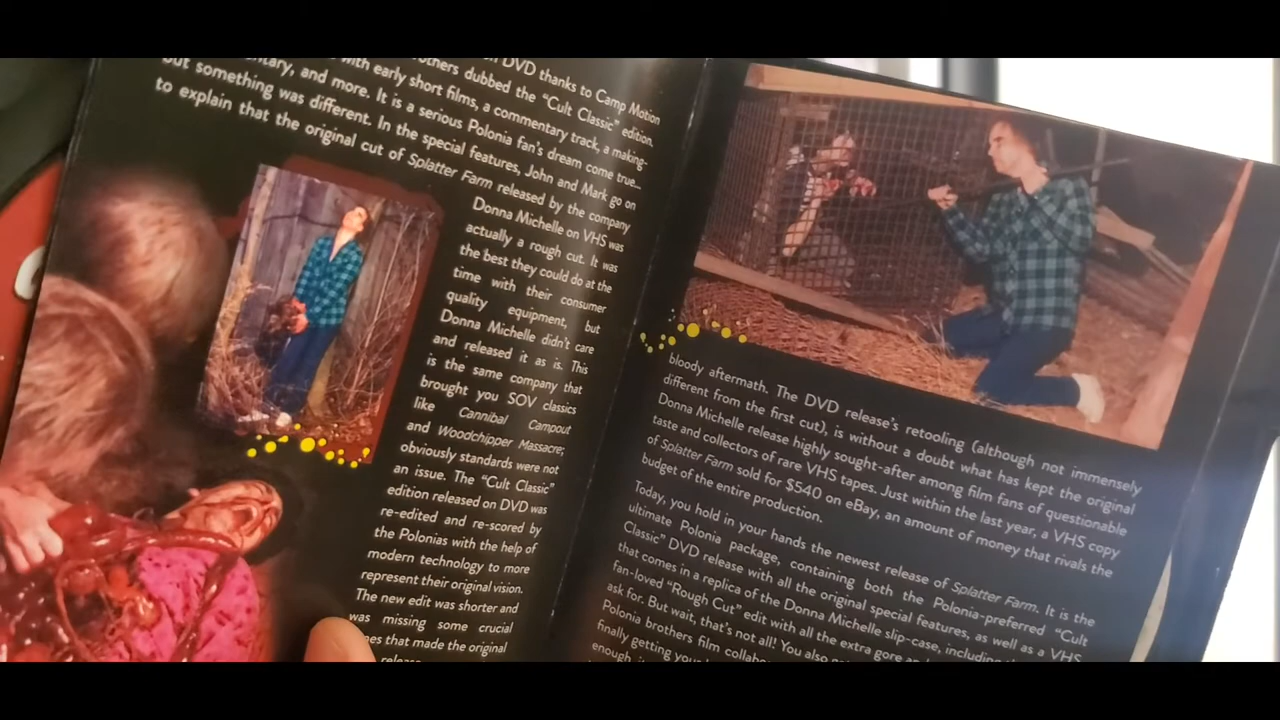 on DVD thanks to Camp Motion
others dubbed the “Cult Classic” edition.
with early short films, a commentary track, a making-
and more. It is a serious Polonia fan's dream come true...
but something was different. In the special features, John and Mark go on
to explain that the original cut of Splatter Farm released by the company
Donna Michelle on VHS was
actually a rough cut. It was
the best they could do at the
time with their consumer
quality equipment, but
Donna Michelle didn't care
and released it as is. This
is the same company that
brought you SOV classics
like Cannibal Campout
and Woodchipper Massacre;
obviously standards were not
an issue. The “Cult Classic”
edition released on DVD was
re-edited and re-scored by
the Polonias with the help of
modern technology to more
represent their original vision.
The new edit was shorter and
was missing some crucial
that made the original
bloody aftermath. The DVD release's retooling (although not immensely
different from the first cut), is without a doubt what has kept the original
Donna Michelle release highly sought-after among film fans of questionable
taste and collectors of rare VHS tapes. Just within the last year, a VHS copy
of Splatter Farm sold for $540 on eBay, an amount of money that rivals the
budget of the entire production.
Today, you hold in your hands the newest release of Splatter Farm. It is the
ultimate Polonia package, containing both the Polonia-preferred “Cult
Classic” DVD release with all the original special features, as well as a VHS
that comes in a replica of the Donna Michelle slip-case, including
fan-loved “Rough Cut” edit with all the extra gore
ask for. But wait, that's not all! You also
Polonia brothers film
finally getting your
enough